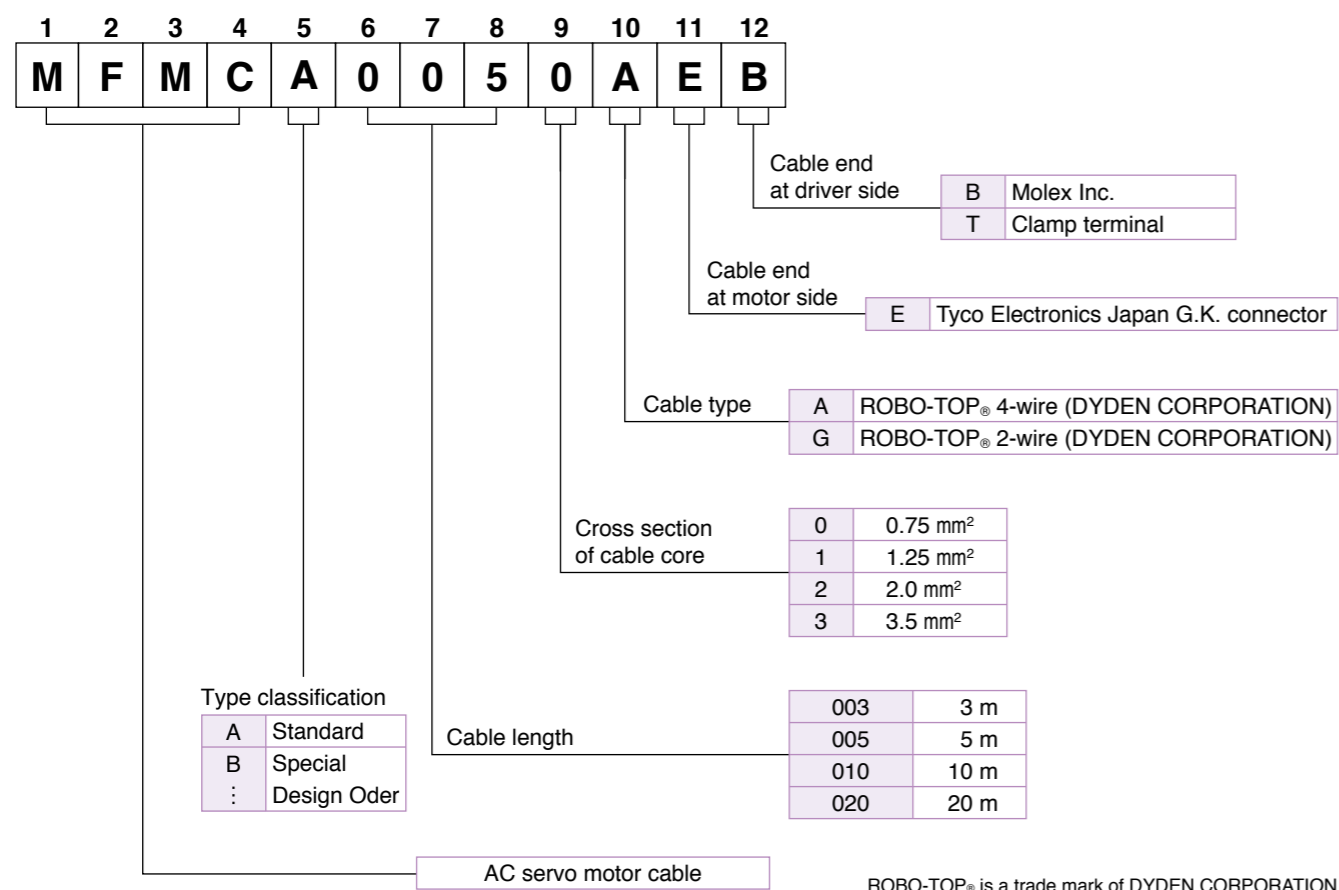 1 2 3 4 5 6 7 8 9 10 11 12
M F M C A 0 0 5 0 A E B
Cable end
at driver side
B Molex Inc.
T Clamp terminal
Cable end
at motor side
E Tyco Electronics Japan G.K. connector
Cable type
A ROBO-TOP® 4-wire (DYDEN CORPORATION)
G ROBO-TOP® 2-wire (DYDEN CORPORATION)
Cross section
of cable core
0 0.75 mm²
1 1.25 mm²
2 2.0 mm²
3 3.5 mm²
Type classification
A Standard
B Special
⋮ Design Oder
Cable length
003 3 m
005 5 m
010 10 m
020 20 m
AC servo motor cable
ROBO-TOP® is a trade mark of DYDEN CORPORATION